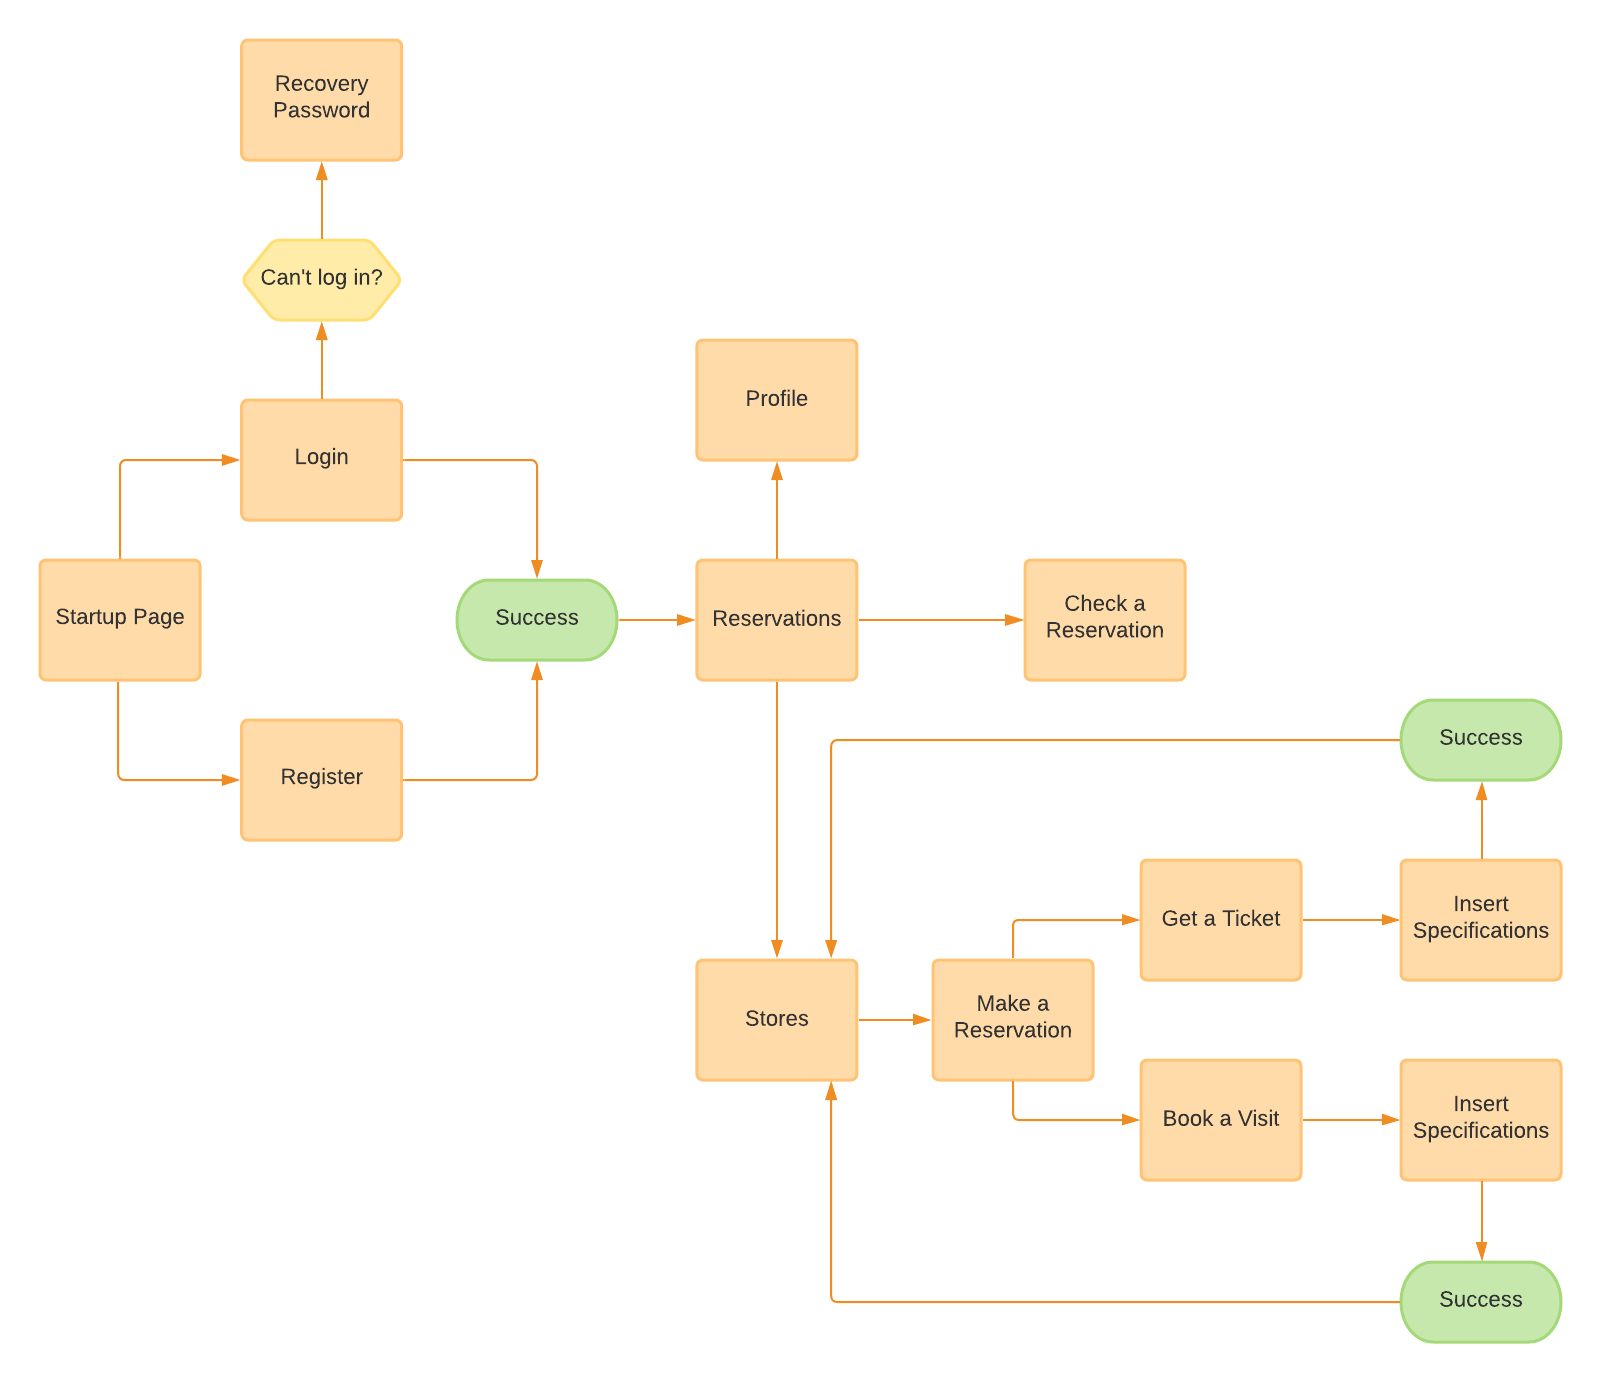 Recovery
Password
Can't log in?
Profile
Login
Startup Page
Success
Reservations
Check a
Reservation
Register
Success
Get a Ticket
Insert
Specifications
Stores
Make a
Reservation
Book a Visit
Insert
Specifications
Success